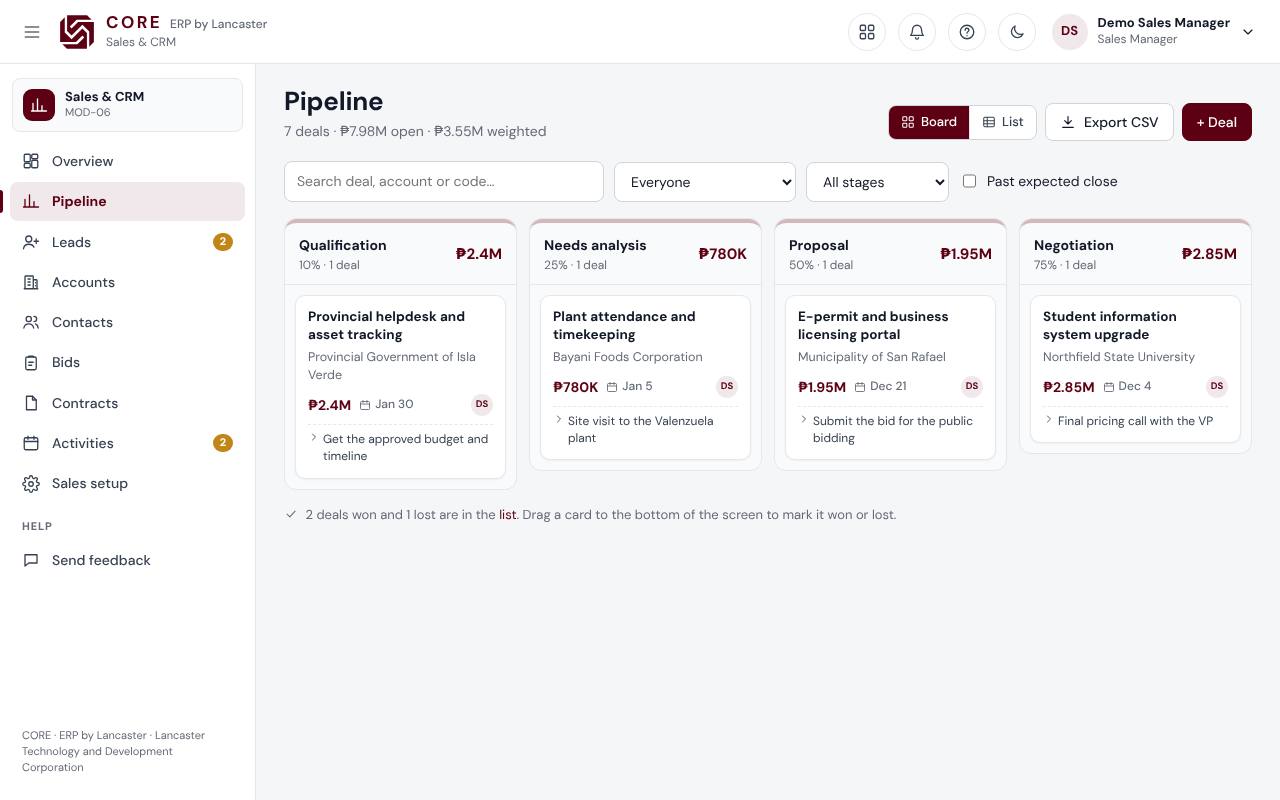 CORE ERP by Lancaster
Sales & CRM
DS
Demo Sales Manager
Sales Manager
Sales & CRM
MOD-06
Overview
Pipeline
Leads 2
Accounts
Contacts
Bids
Contracts
Activities 2
Sales setup
HELP
Send feedback
CORE · ERP by Lancaster · Lancaster
Technology and Development
Corporation
Pipeline
7 deals · ₱7.98M open · ₱3.55M weighted
Board
List
Export CSV
+ Deal
Search deal, account or code...
Everyone
All stages
Past expected close
Qualification
10% · 1 deal
₱2.4M
Provincial helpdesk and
asset tracking
Provincial Government of Isla
Verde
₱2.4M Jan 30 DS
Get the approved budget and
timeline
Needs analysis
25% · 1 deal
₱780K
Plant attendance and
timekeeping
Bayani Foods Corporation
₱780K Jan 5 DS
Site visit to the Valenzuela
plant
Proposal
50% · 1 deal
₱1.95M
E-permit and business
licensing portal
Municipality of San Rafael
₱1.95M Dec 21 DS
Submit the bid for the public
bidding
Negotiation
75% · 1 deal
₱2.85M
Student information
system upgrade
Northfield State University
₱2.85M Dec 4 DS
Final pricing call with the VP
2 deals won and 1 lost are in the list. Drag a card to the bottom of the screen to mark it won or lost.